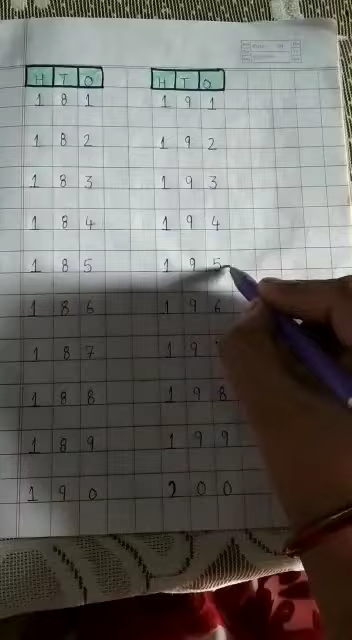 H T O H T O
1 8 1 1 9 1
1 8 2 1 9 2
1 8 3 1 9 3
1 8 4 1 9 4
1 8 5 1 9 5
1 8 6 1 9 6
1 8 7 1 9
1 8 8 1 9 8
1 8 9 1 9 9
1 9 0 2 0 0